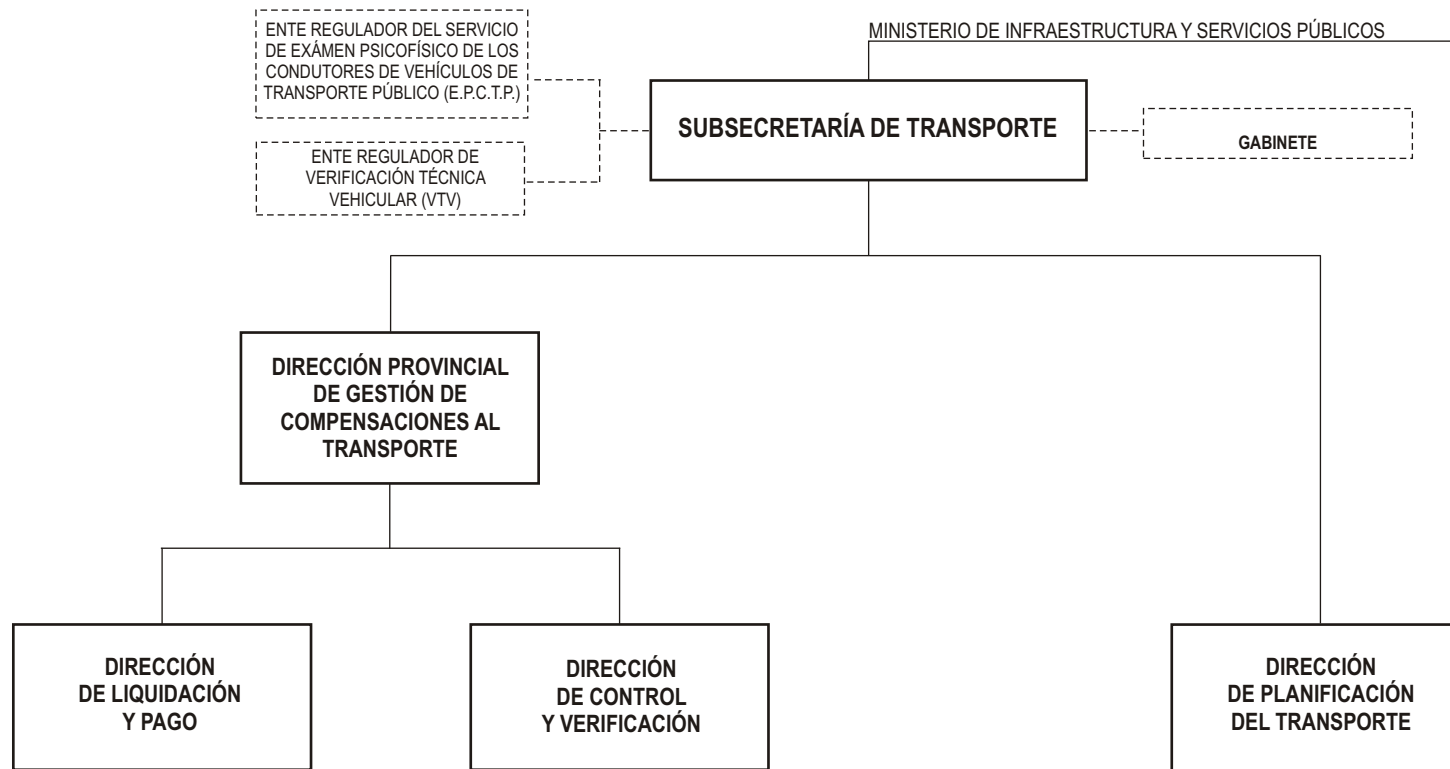 MINISTERIO DE INFRAESTRUCTURA Y SERVICIOS PÚBLICOS
ENTE REGULADOR DEL SERVICIO
DE EXÁMEN PSICOFÍSICO DE LOS
CONDUTORES DE VEHÍCULOS DE
TRANSPORTE PÚBLICO (E.P.C.T.P.)
ENTE REGULADOR DE
VERIFICACIÓN TÉCNICA
VEHICULAR (VTV)
SUBSECRETARÍA DE TRANSPORTE
GABINETE
DIRECCIÓN PROVINCIAL
DE GESTIÓN DE
COMPENSACIONES AL
TRANSPORTE
DIRECCIÓN
DE LIQUIDACIÓN
Y PAGO
DIRECCIÓN
DE CONTROL
Y VERIFICACIÓN
DIRECCIÓN
DE PLANIFICACIÓN
DEL TRANSPORTE